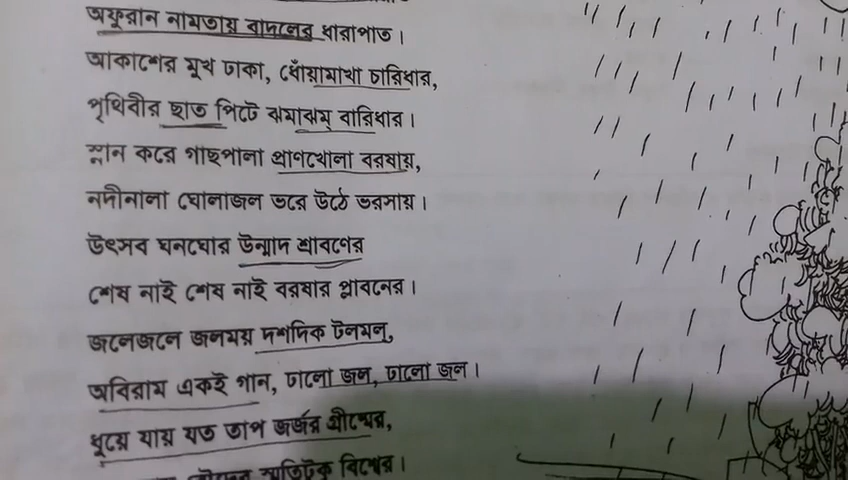 অফুরান নামতায় বাদলের ধারাপাত।
আকাশের মুখ ঢাকা, ধোঁয়ামাখা চারিধার,
পৃথিবীর ছাত পিটে ঝমাঝম্ বারিধার।
স্নান করে গাছপালা প্রাণখোলা বরষায়,
নদীনালা ঘোলাজল ভরে উঠে ভরসায়।
উৎসব ঘনঘোর উন্মাদ শ্রাবণের
শেষ নাই শেষ নাই বরষার প্লাবনের।
জলেজলে জলময় দশদিক টলমল্,
অবিরাম একই গান, ঢালো জল, ঢালো জল।
ধুয়ে যায় যত তাপ জর্জর গ্রীষ্মের,
স্মৃতিটুক বিশ্বের।